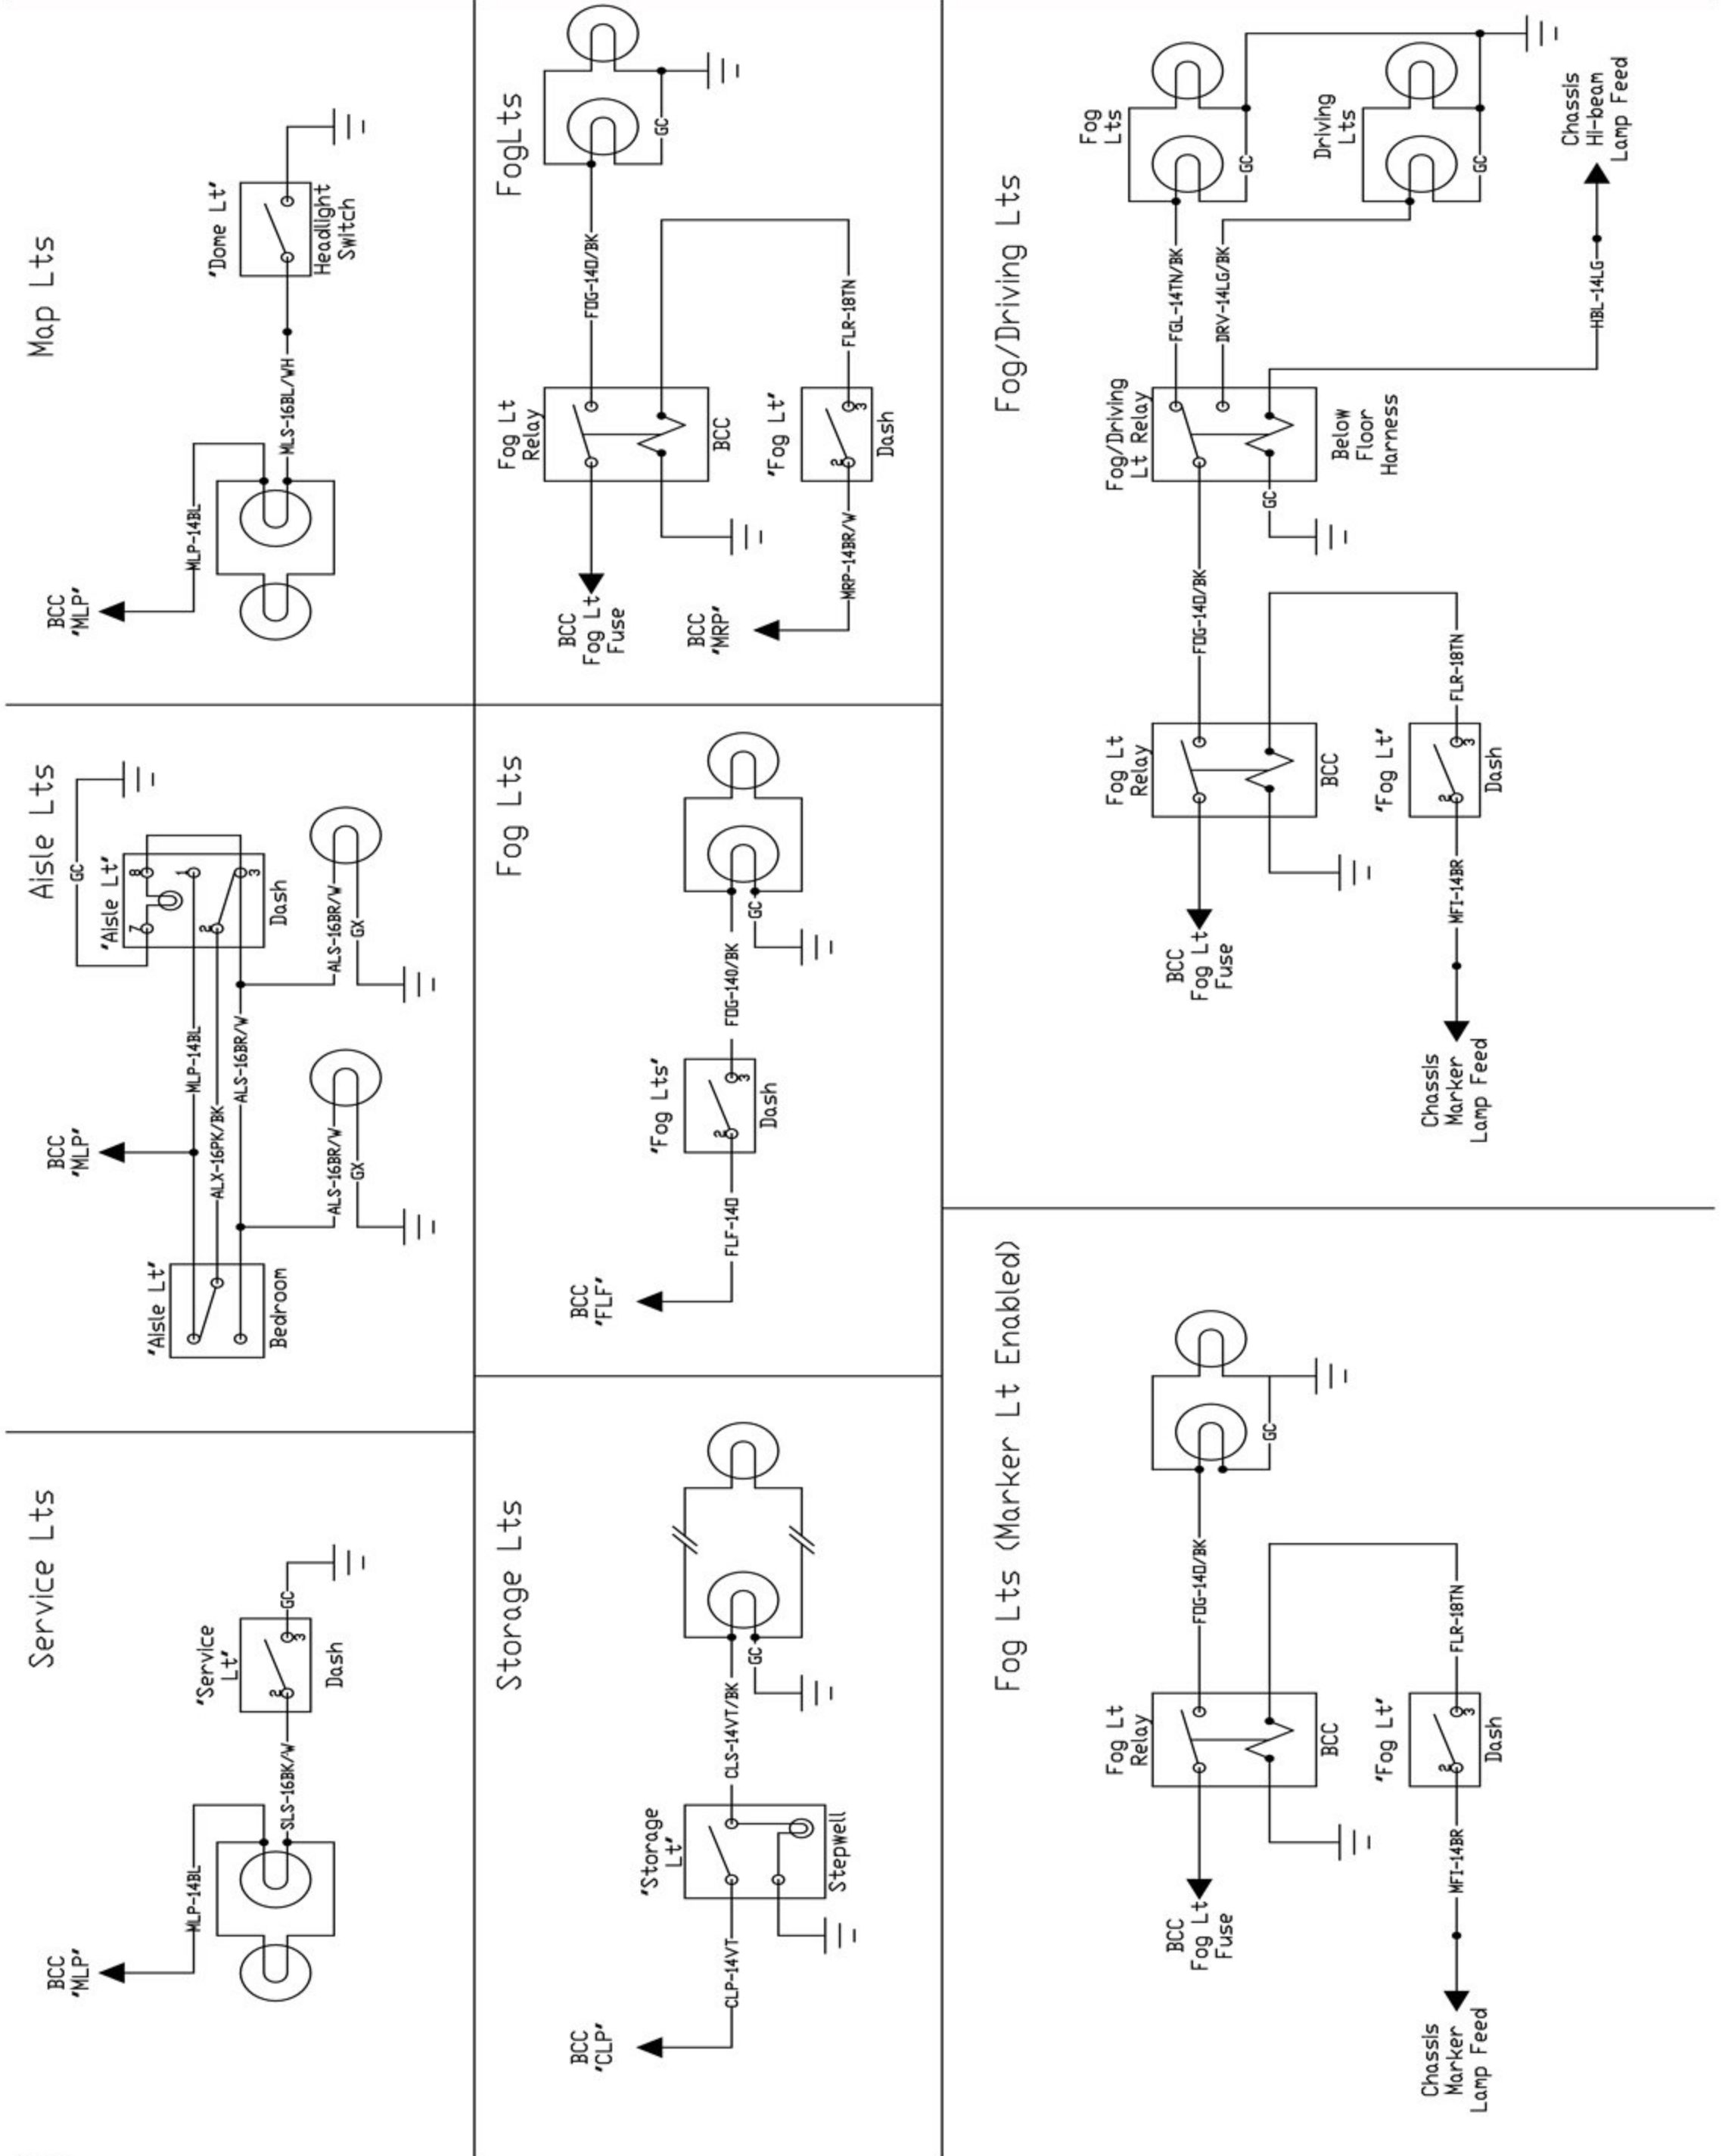 Service Lts
BCC
'MLP'
MLP-14BL
SLS-16BK/W
'Service
Lt'
2
3
Dash
GC
Aisle Lts
BCC
'MLP'
'Aisle Lt'
Bedroom
MLP-14BL
ALX-16PK/BK
ALS-16BR/W
ALS-16BR/W
GX
GC
'Aisle Lt'
7
8
1
2
3
Dash
ALS-16BR/W
GX
Map Lts
BCC
'MLP'
MLP-14BL
MLS-16BL/WH
'Dome Lt'
Headlight
Switch
Storage Lts
BCC
'CLP'
CLP-14VT
'Storage
Lt'
Stepwell
CLS-14VT/BK
GC
Fog Lts
BCC
'FLF'
FLF-14O
'Fog Lts'
2
3
Dash
FOG-14O/BK
GC
FogLts
BCC
Fog Lt
Fuse
Fog Lt
Relay
BCC
FOG-14O/BK
GC
BCC
'MRP'
MRP-14BR/W
'Fog Lt'
2
3
Dash
FLR-18TN
Fog Lts (Marker Lt Enabled)
BCC
Fog Lt
Fuse
Fog Lt
Relay
BCC
FOG-14O/BK
GC
Chassis
Marker
Lamp Feed
MFI-14BR
'Fog Lt'
2
3
Dash
FLR-18TN
Fog/Driving Lts
BCC
Fog Lt
Fuse
Fog Lt
Relay
BCC
FOG-14O/BK
Chassis
Marker
Lamp Feed
MFI-14BR
'Fog Lt'
2
3
Dash
FLR-18TN
Fog/Driving
Lt Relay
GC
Below
Floor
Harness
FGL-14TN/BK
DRV-14LG/BK
Fog
Lts
GC
Driving
Lts
GC
HBL-14LG
Chassis
Hi-beam
Lamp Feed